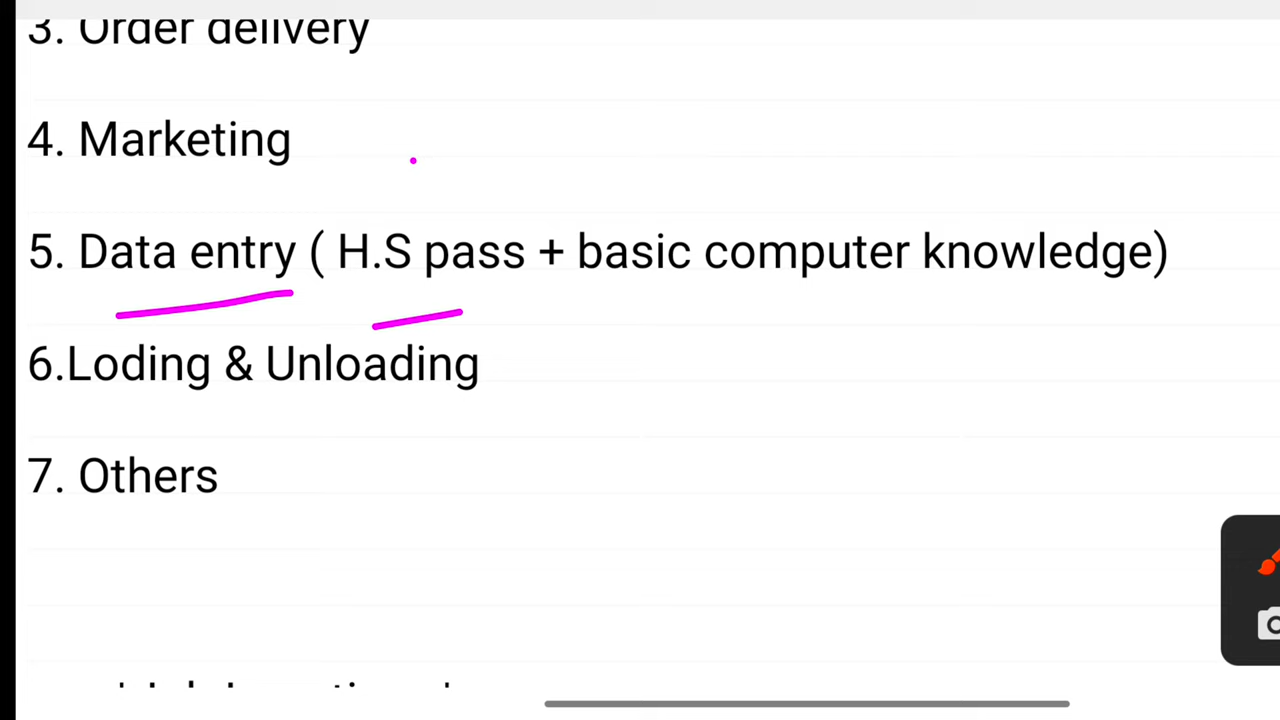 3. Order delivery
4. Marketing
5. Data entry ( H.S pass + basic computer knowledge)
6.Loding & Unloading
7. Others